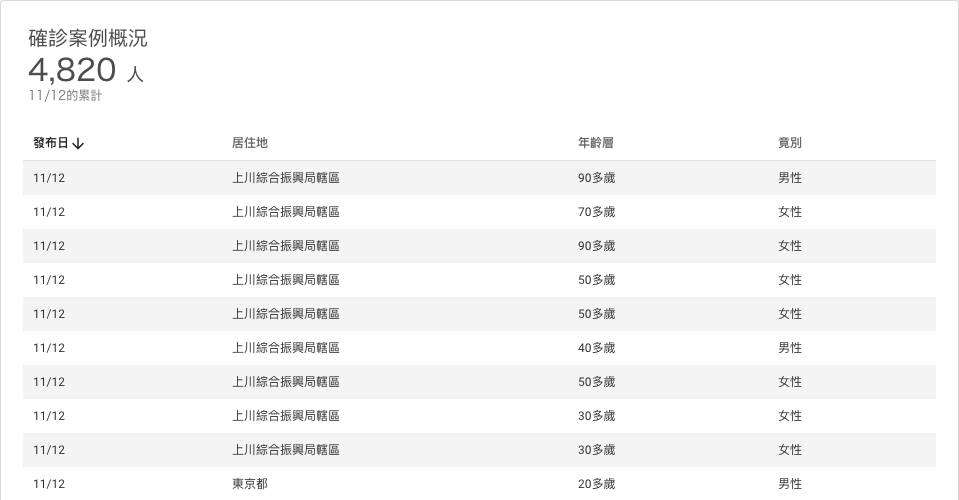 確診案例概況
4,820 人
11/12的累計
發布日↓ 居住地 年齡層 竟別
11/12 上川綜合振興局轄區 90多歲 男性
11/12 上川綜合振興局轄區 70多歲 女性
11/12 上川綜合振興局轄區 90多歲 女性
11/12 上川綜合振興局轄區 50多歲 女性
11/12 上川綜合振興局轄區 50多歲 女性
11/12 上川綜合振興局轄區 40多歲 男性
11/12 上川綜合振興局轄區 50多歲 女性
11/12 上川綜合振興局轄區 30多歲 女性
11/12 上川綜合振興局轄區 30多歲 女性
11/12 東京都 20多歲 男性